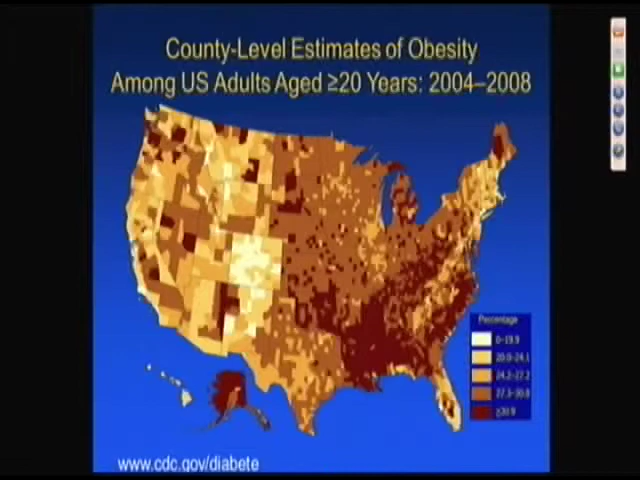 County-Level Estimates of Obesity
Among US Adults Aged ≥20 Years: 2004–2008
Percentage
0–19.9
20.0–24.1
24.2–27.2
27.3–30.8
≥30.9
www.cdc.gov/diabete